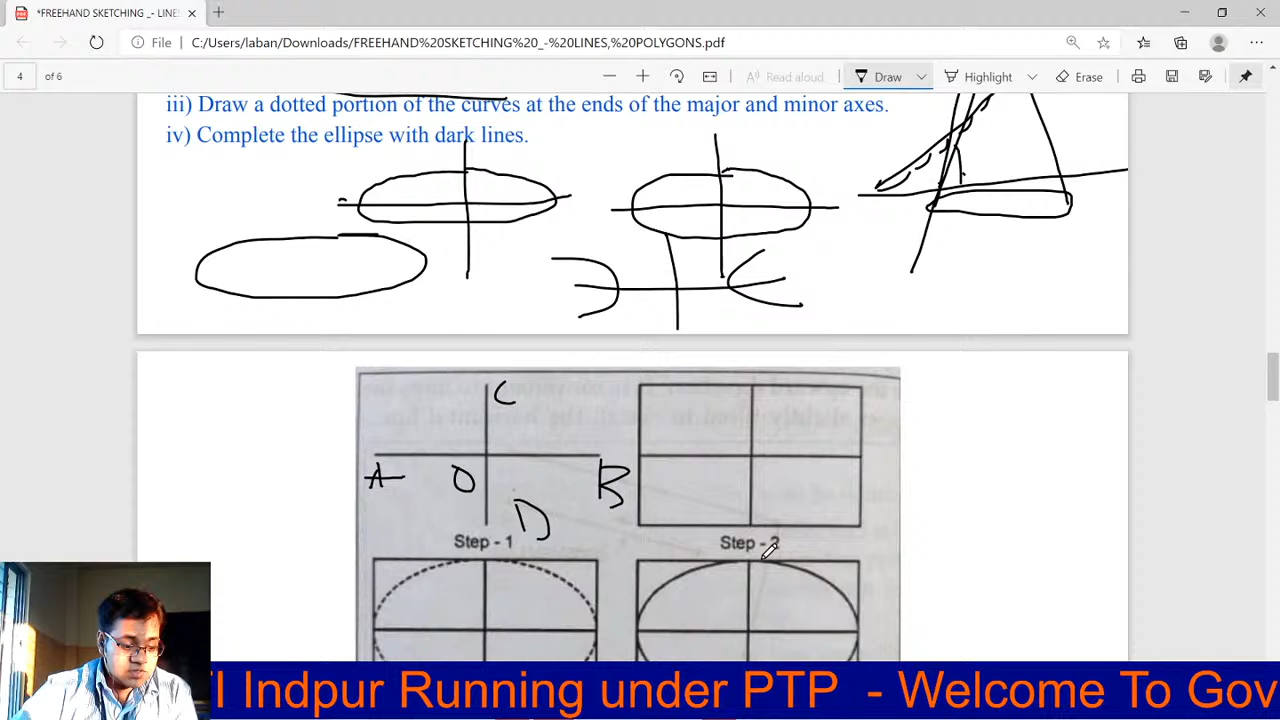 *FREEHAND SKETCHING _- LINE
File C:/Users/laban/Downloads/FREEHAND%20SKETCHING%20_-%20LINES,%20POLYGONS.pdf
4 of 6 Read aloud Draw Highlight Erase
iii) Draw a dotted portion of the curves at the ends of the major and minor axes.
iv) Complete the ellipse with dark lines.
C
A O B
D
Step - 1 Step - 2
TI Indpur Running under PTP - Welcome To Gov